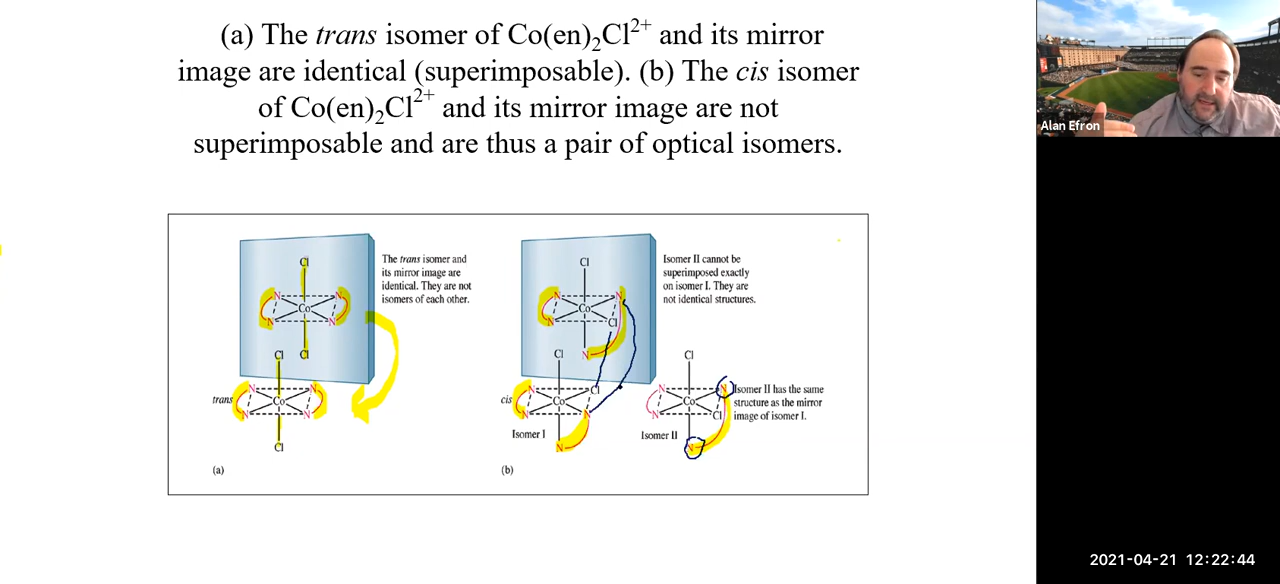 (a) The trans isomer of Co(en)₂Cl²⁺ and its mirror
image are identical (superimposable). (b) The cis isomer
of Co(en)₂Cl²⁺ and its mirror image are not
superimposable and are thus a pair of optical isomers.
Cl
N N
Co
N N
Cl
The trans isomer and
its mirror image are
identical. They are not
isomers of each other.
Cl
N N
trans
Co
N N
Cl
(a)
Cl
N N
Co
N Cl
N
Isomer II cannot be
superimposed exactly
on isomer I. They are
not identical structures.
Cl
N Cl
cis
Co
N N
Isomer I
N
Cl
N N
Co
N Cl
Isomer II
N
Isomer II has the same
structure as the mirror
image of isomer I.
(b)
Alan Efron
2021-04-21 12:22:44